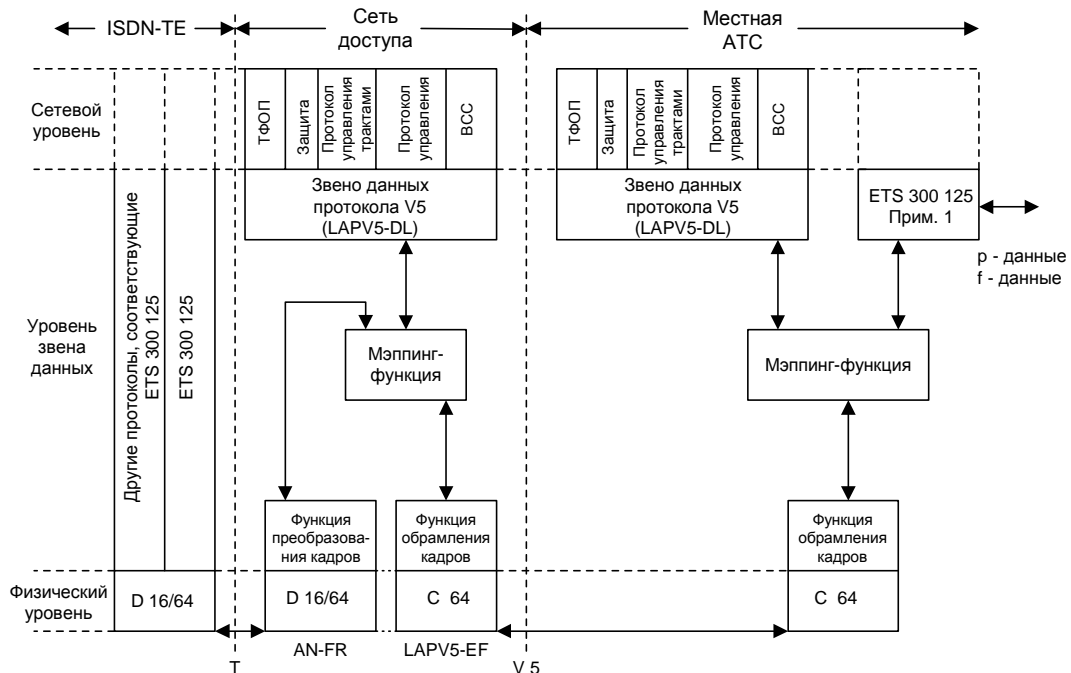 ISDN-TE
Сеть
доступа
Местная
АТС
Сетевой
уровень
ТФОП
Защита
Протокол
управления
трактами
Протокол
управления
ВСС
ТФОП
Защита
Протокол
управления
трактами
Протокол
управления
ВСС
Звено данных
протокола V5
(LAPV5-DL)
Звено данных
протокола V5
(LAPV5-DL)
ETS 300 125
Прим. 1
p - данные
f - данные
Уровень
звена
данных
Другие протоколы, соответствующие
ETS 300 125
ETS 300 125
Мэппинг-
функция
Мэппинг-функция
Функция
преобразова-
ния кадров
Функция
обрамления
кадров
Функция
обрамления
кадров
Физический
уровень
D 16/64
D 16/64
C 64
C 64
AN-FR
LAPV5-EF
T
V 5